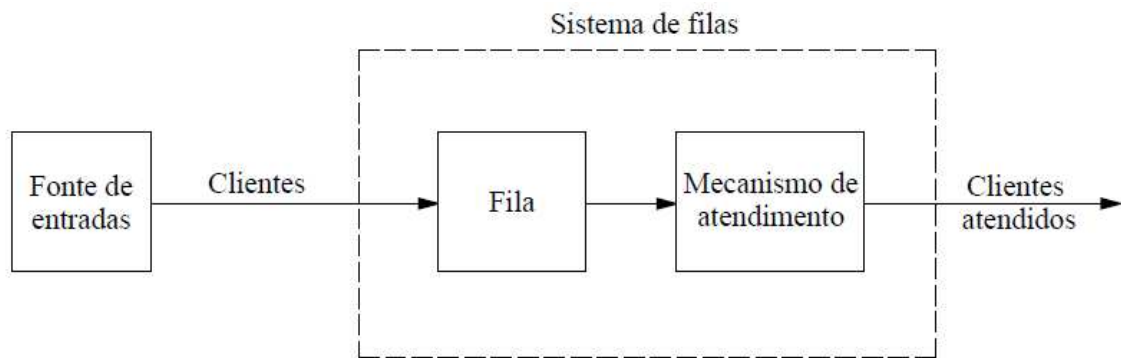 Sistema de filas
Fonte de
entradas
Clientes
Fila
Mecanismo de
atendimento
Clientes
atendidos